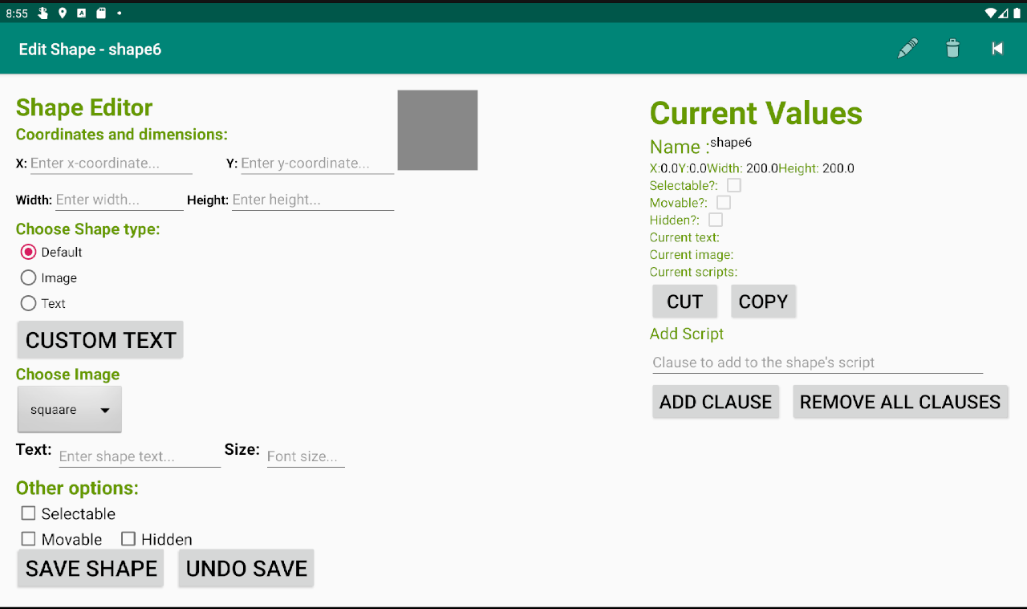 8:55
Edit Shape - shape6
Shape Editor
Coordinates and dimensions:
X: Enter x-coordinate... Y: Enter y-coordinate...
Width: Enter width... Height: Enter height...
Choose Shape type:
Default
Image
Text
CUSTOM TEXT
Choose Image
squaare
Text: Enter shape text... Size: Font size...
Other options:
Selectable
Movable Hidden
SAVE SHAPE UNDO SAVE
Current Values
Name :shape6
X:0.0Y:0.0Width: 200.0Height: 200.0
Selectable?:
Movable?:
Hidden?:
Current text:
Current image:
Current scripts:
CUT COPY
Add Script
Clause to add to the shape's script
ADD CLAUSE REMOVE ALL CLAUSES